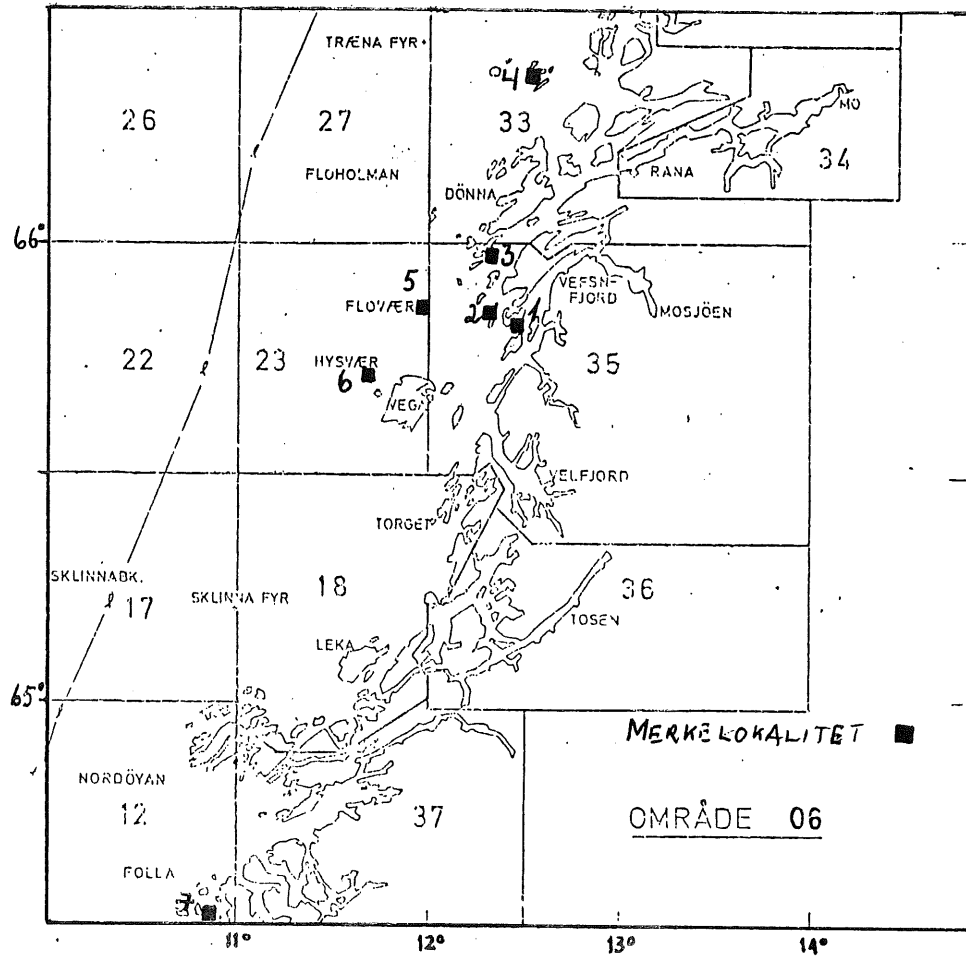 TRÆNA FYR
4
26
27
33
MO
34
FLOHOLMAN
RANA
DÖNNA
66°
3
5
VEFSN-
FJORD
FLOVÆR
2
1
MOSJÖEN
22
23
HYSVÆR
35
6
VEGA
VELFJORD
TORGET
SKLINNABK.
17
SKLINNA FYR
18
36
TOSEN
LEKA
65°
MERKELOKALITET
NORDÖYAN
12
37
OMRÅDE 06
FOLLA
7
11° 12° 13° 14°